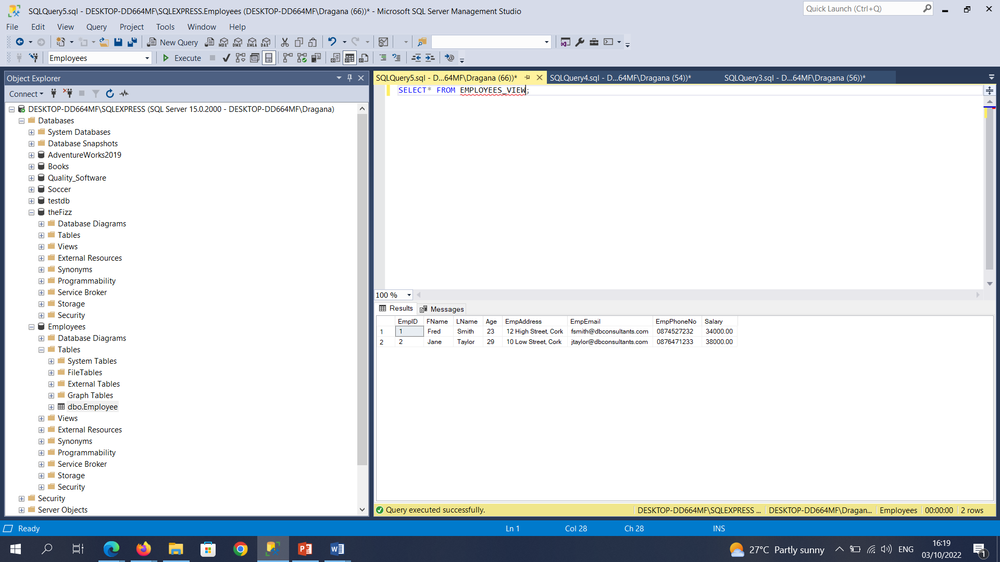 SQLQuery5.sql - DESKTOP-DD664MF\SQLEXPRESS.Employees (DESKTOP-DD664MF\Dragana (66))* - Microsoft SQL Server Management Studio
Quick Launch (Ctrl+Q)
File Edit View Query Project Tools Window Help
New Query MDX DMX XMLA DAX
Employees Execute
Object Explorer
SQLQuery5.sql - D...64MF\Dragana (66))* SQLQuery4.sql - D...64MF\Dragana (54))* SQLQuery3.sql - D...64MF\Dragana (56))*
Connect
SELECT* FROM EMPLOYEES_VIEW;
DESKTOP-DD664MF\SQLEXPRESS (SQL Server 15.0.2000 - DESKTOP-DD664MF\Dragana)
Databases
System Databases
Database Snapshots
AdventureWorks2019
Books
Quality_Software
Soccer
testdb
theFizz
Database Diagrams
Tables
Views
External Resources
Synonyms
Programmability
Service Broker
Storage
Security
Employees
Database Diagrams
Tables
System Tables
FileTables
External Tables
Graph Tables
dbo.Employee
Views
External Resources
Synonyms
Programmability
Service Broker
Storage
Security
Security
Server Objects
100 %
Results Messages
EmpID FName LName Age EmpAddress EmpEmail EmpPhoneNo Salary
1 1 Fred Smith 23 12 High Street, Cork fsmith@dbconsultants.com 0874527232 34000.00
2 2 Jane Taylor 29 10 Low Street, Cork jtaylor@dbconsultants.com 0876471233 38000.00
Query executed successfully. DESKTOP-DD664MF\SQLEXPRESS ... DESKTOP-DD664MF\Dragan... Employees 00:00:00 2 rows
Ready Ln 1 Col 28 Ch 28 INS
27°C Partly sunny ENG 16:19
03/10/2022 1